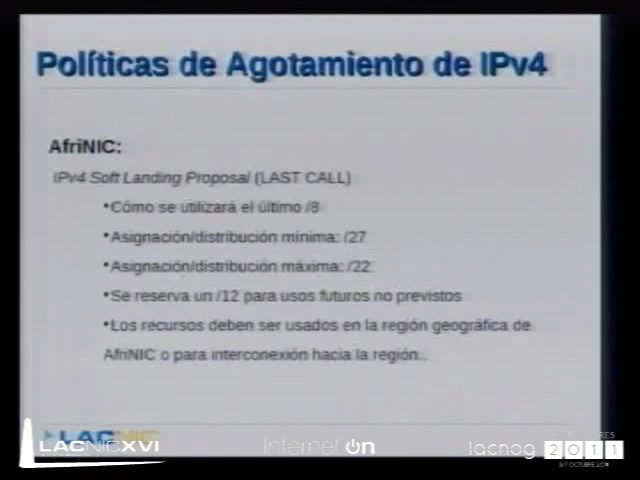 Políticas de Agotamiento de IPv4
AfriNIC:
IPv4 Soft Landing Proposal (LAST CALL)
•Cómo se utilizará el último /8
•Asignación/distribución mínima: /27
•Asignación/distribución máxima: /22
•Se reserva un /12 para usos futuros no previstos
•Los recursos deben ser usados en la región geográfica de
AfriNIC o para interconexión hacia la región..
LACNIC
LACNICXVI
Internet ON
lacnog
2011